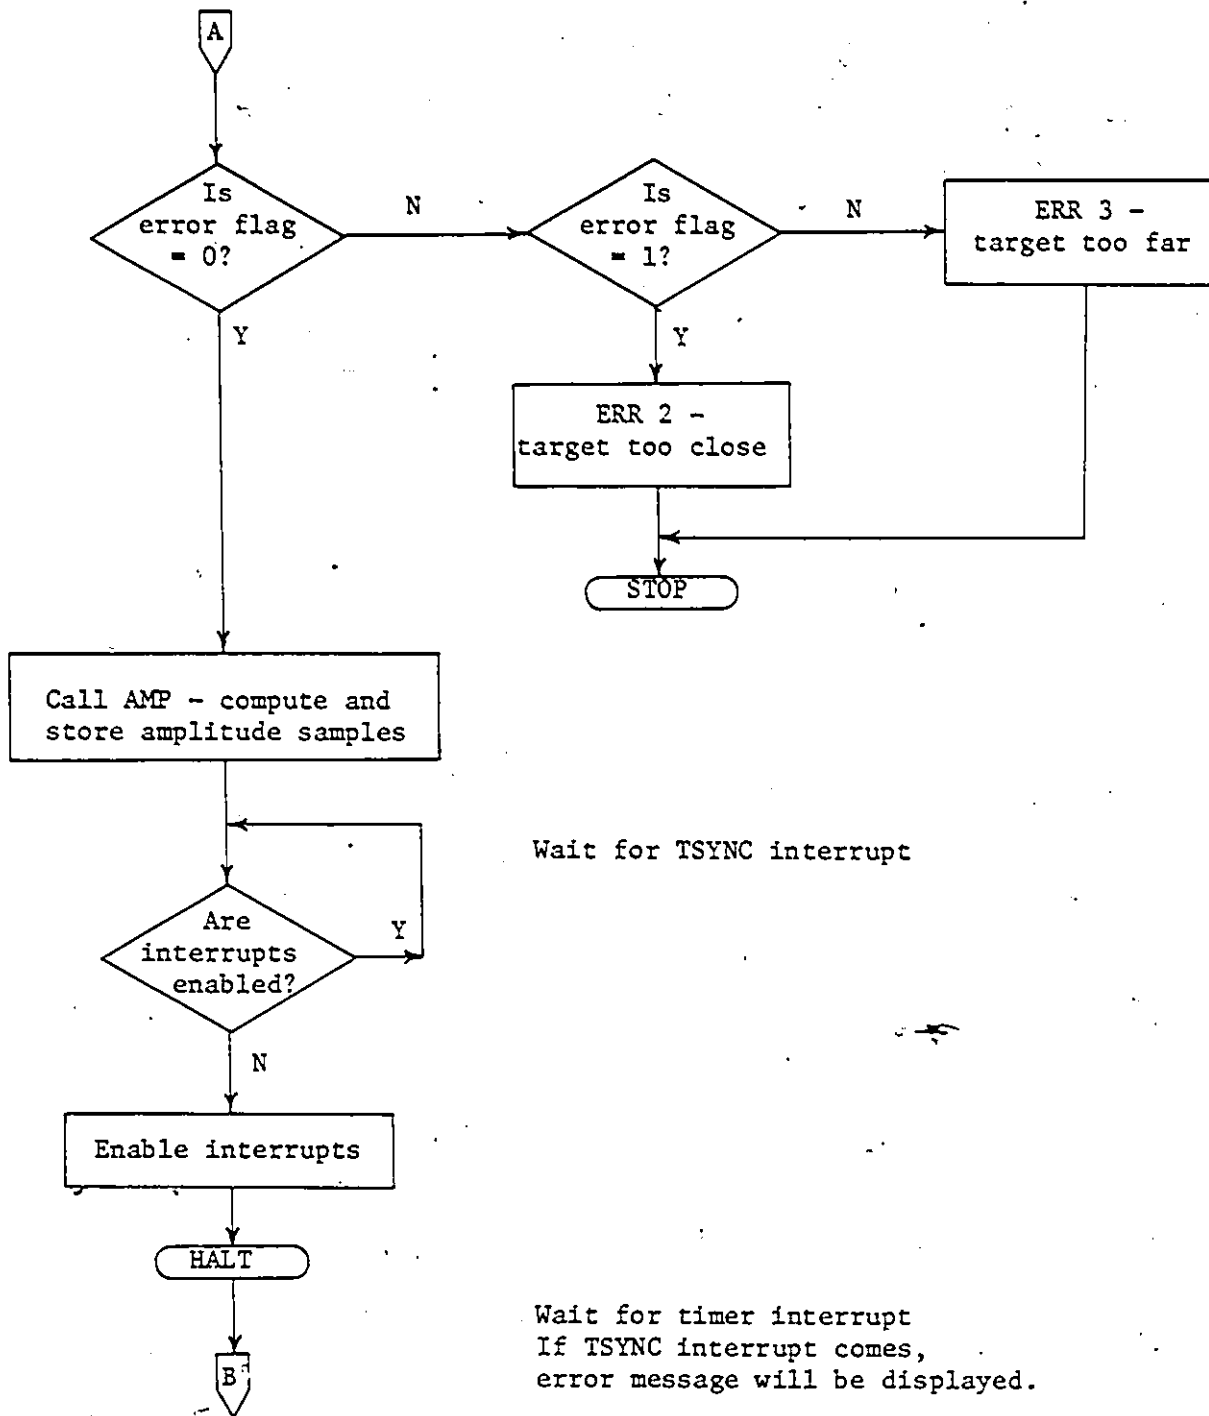 A
Is
error flag
= 0?
N
Y
Is
error flag
= 1?
N
Y
ERR 3 -
target too far
ERR 2 -
target too close
STOP
Call AMP - compute and
store amplitude samples
Wait for TSYNC interrupt
Are
interrupts
enabled?
Y
N
Enable interrupts
HALT
Wait for timer interrupt
If TSYNC interrupt comes,
error message will be displayed.
B